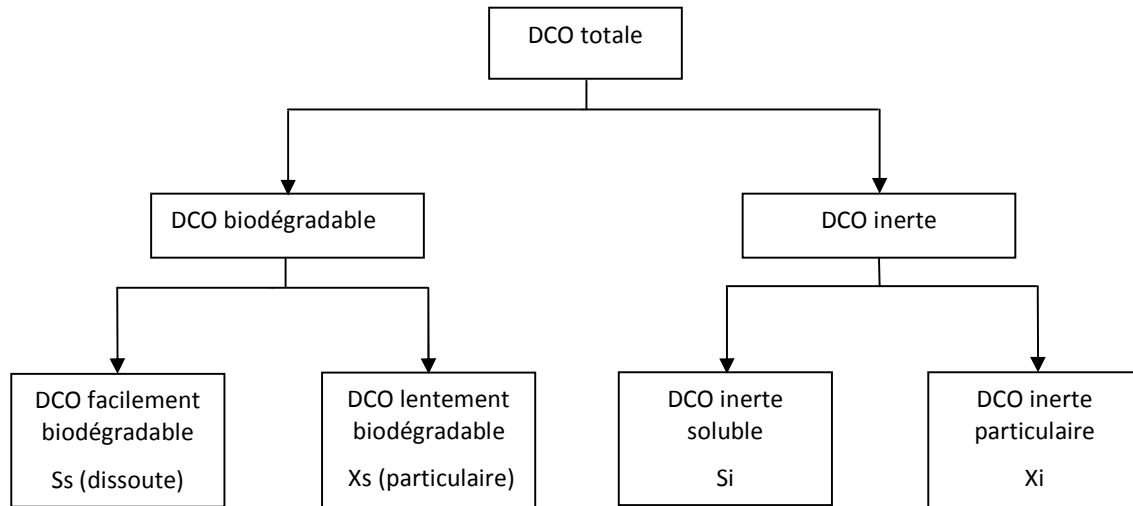 DCO totale
DCO biodégradable
DCO inerte
DCO facilement
biodégradable
Ss (dissoute)
DCO lentement
biodégradable
Xs (particulaire)
DCO inerte
soluble
Si
DCO inerte
particulaire
Xi